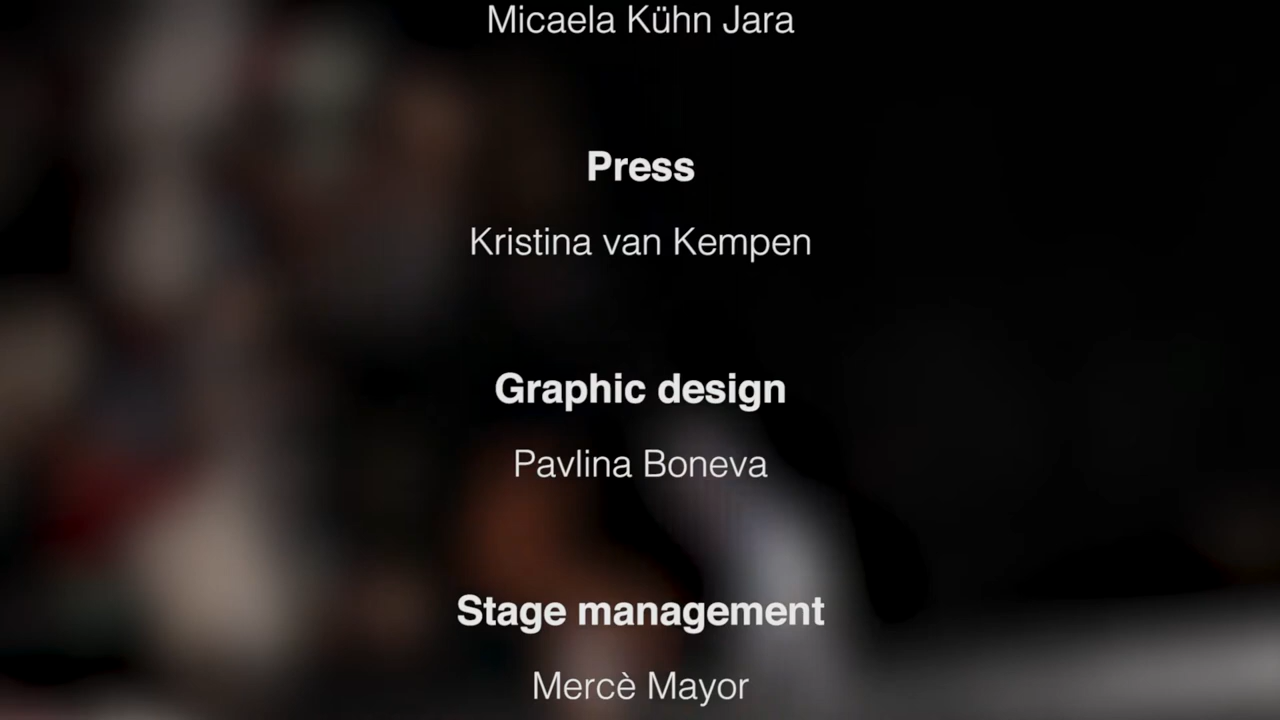 Micaela Kühn Jara
Press
Kristina van Kempen
Graphic design
Pavlina Boneva
Stage management
Mercè Mayor